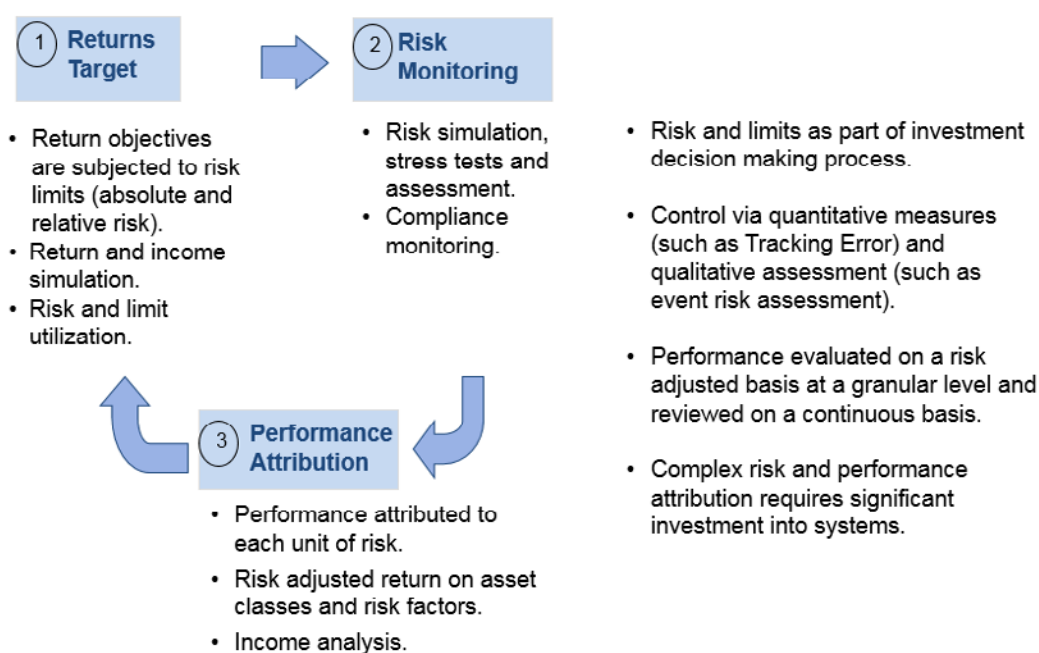 1 Returns
Target
2 Risk
Monitoring
• Return objectives
are subjected to risk
limits (absolute and
relative risk).
• Return and income
simulation.
• Risk and limit
utilization.
• Risk simulation,
stress tests and
assessment.
• Compliance
monitoring.
3 Performance
Attribution
• Performance attributed to
each unit of risk.
• Risk adjusted return on asset
classes and risk factors.
• Income analysis.
• Risk and limits as part of investment
decision making process.
• Control via quantitative measures
(such as Tracking Error) and
qualitative assessment (such as
event risk assessment).
• Performance evaluated on a risk
adjusted basis at a granular level and
reviewed on a continuous basis.
• Complex risk and performance
attribution requires significant
investment into systems.